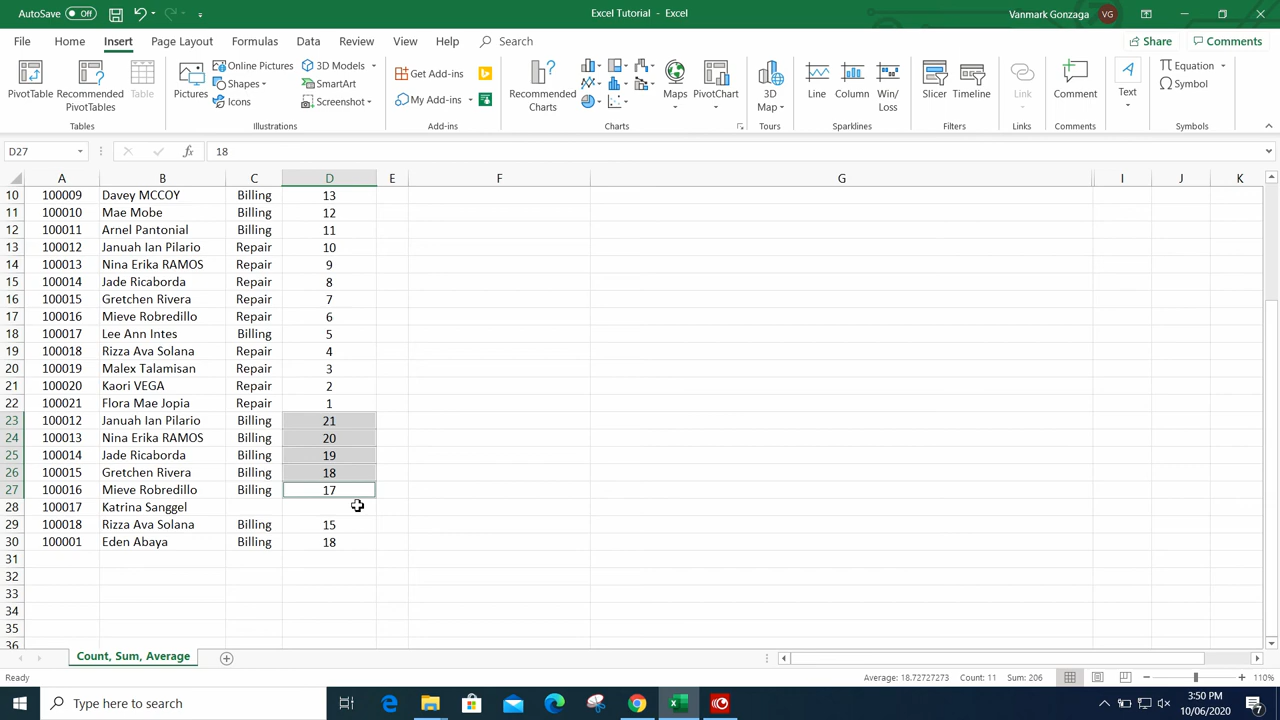 AutoSave Off Excel Tutorial - Excel Vanmark Gonzaga VG
File Home Insert Page Layout Formulas Data Review View Help Search Share Comments
PivotTable Recommended PivotTables Table Pictures Online Pictures Shapes Icons 3D Models SmartArt Screenshot Get Add-ins My Add-ins Recommended Charts Maps PivotChart 3D Map Line Column Win/Loss Slicer Timeline Link Comment Text Equation Symbol
Tables Illustrations Add-ins Charts Tours Sparklines Filters Links Comments Symbols
D27 fx 18
A B C D E F G I J K
10 100009 Davey MCCOY Billing 13
11 100010 Mae Mobe Billing 12
12 100011 Arnel Pantonial Billing 11
13 100012 Januah Ian Pilario Repair 10
14 100013 Nina Erika RAMOS Repair 9
15 100014 Jade Ricaborda Repair 8
16 100015 Gretchen Rivera Repair 7
17 100016 Mieve Robredillo Repair 6
18 100017 Lee Ann Intes Billing 5
19 100018 Rizza Ava Solana Repair 4
20 100019 Malex Talamisan Repair 3
21 100020 Kaori VEGA Repair 2
22 100021 Flora Mae Jopia Repair 1
23 100012 Januah Ian Pilario Billing 21
24 100013 Nina Erika RAMOS Billing 20
25 100014 Jade Ricaborda Billing 19
26 100015 Gretchen Rivera Billing 18
27 100016 Mieve Robredillo Billing 17
28 100017 Katrina Sanggel
29 100018 Rizza Ava Solana Billing 15
30 100001 Eden Abaya Billing 18
31
32
33
34
35
36
Count, Sum, Average
Ready Average: 18.72727273 Count: 11 Sum: 206 110%
Type here to search 3:50 PM
10/06/2020